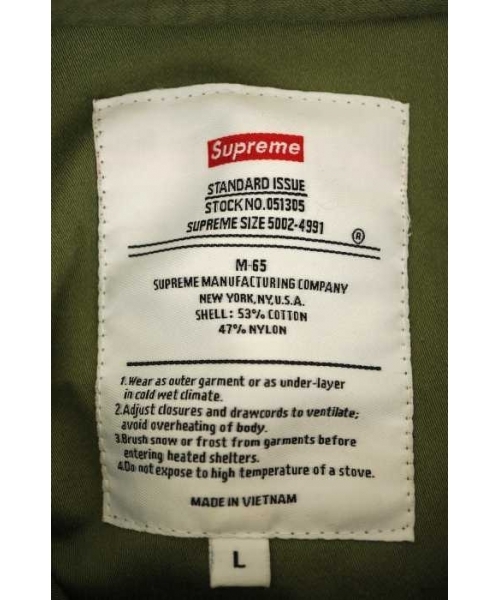 Supreme
STANDARD ISSUE
STOCK NO. 051305
SUPREME SIZE 5002-4991
®
M-65
SUPREME MANUFACTURING COMPANY
NEW YORK, NY, U.S.A.
SHELL: 53% COTTON
47% NYLON
1. Wear as outer garment or as under-layer
in cold wet climate.
2. Adjust closures and drawcords to ventilate;
avoid overheating of body.
3. Brush snow or frost from garments before
entering heated shelters.
4. Do not expose to high temperature of a stove.
MADE IN VIETNAM
L